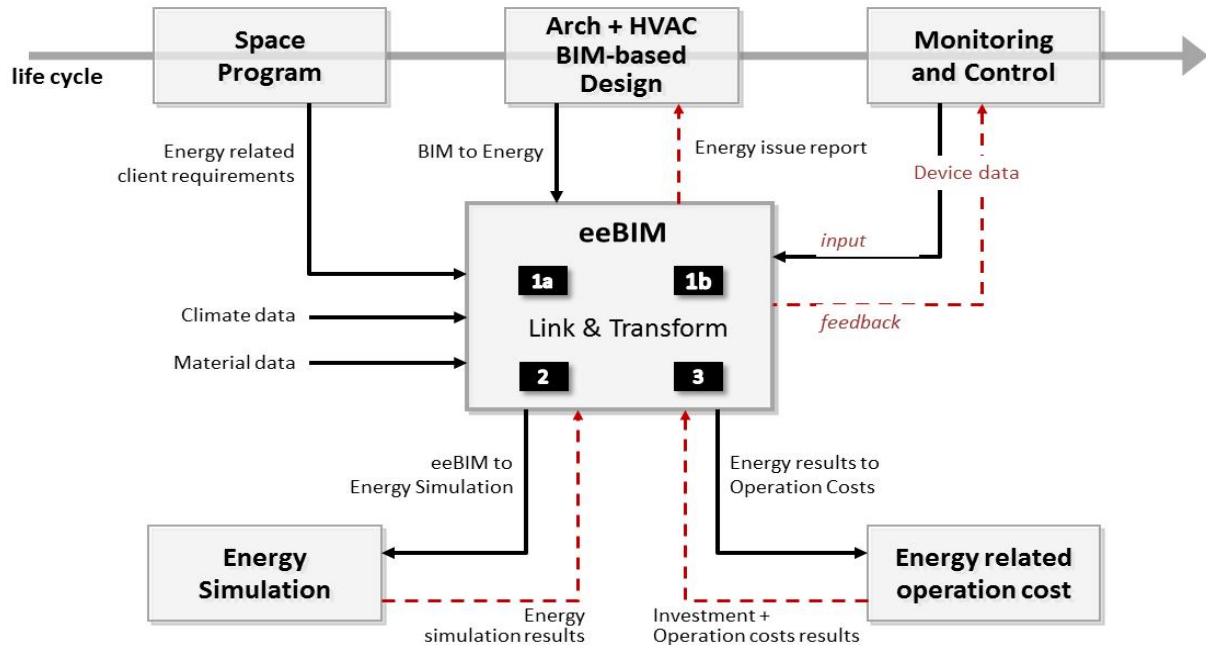 Space
Program
Arch + HVAC
BIM-based
Design
Monitoring
and Control
life cycle
Energy related
client requirements
BIM to Energy
Energy issue report
Device data
eeBIM
input
1a
1b
Climate data
Link & Transform
feedback
Material data
2
3
eeBIM to
Energy Simulation
Energy results to
Operation Costs
Energy
Simulation
Energy related
operation cost
Energy
simulation results
Investment +
Operation costs results